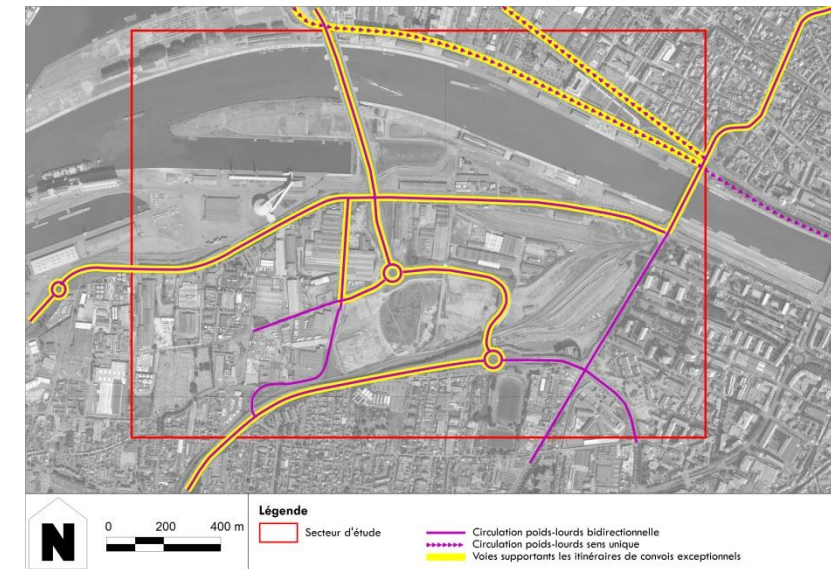 N
0 200 400 m
Légende
Secteur d'étude
Circulation poids-lourds bidirectionnelle
Circulation poids-lourds sens unique
Voies supportants les itinéraires de convois exceptionnels